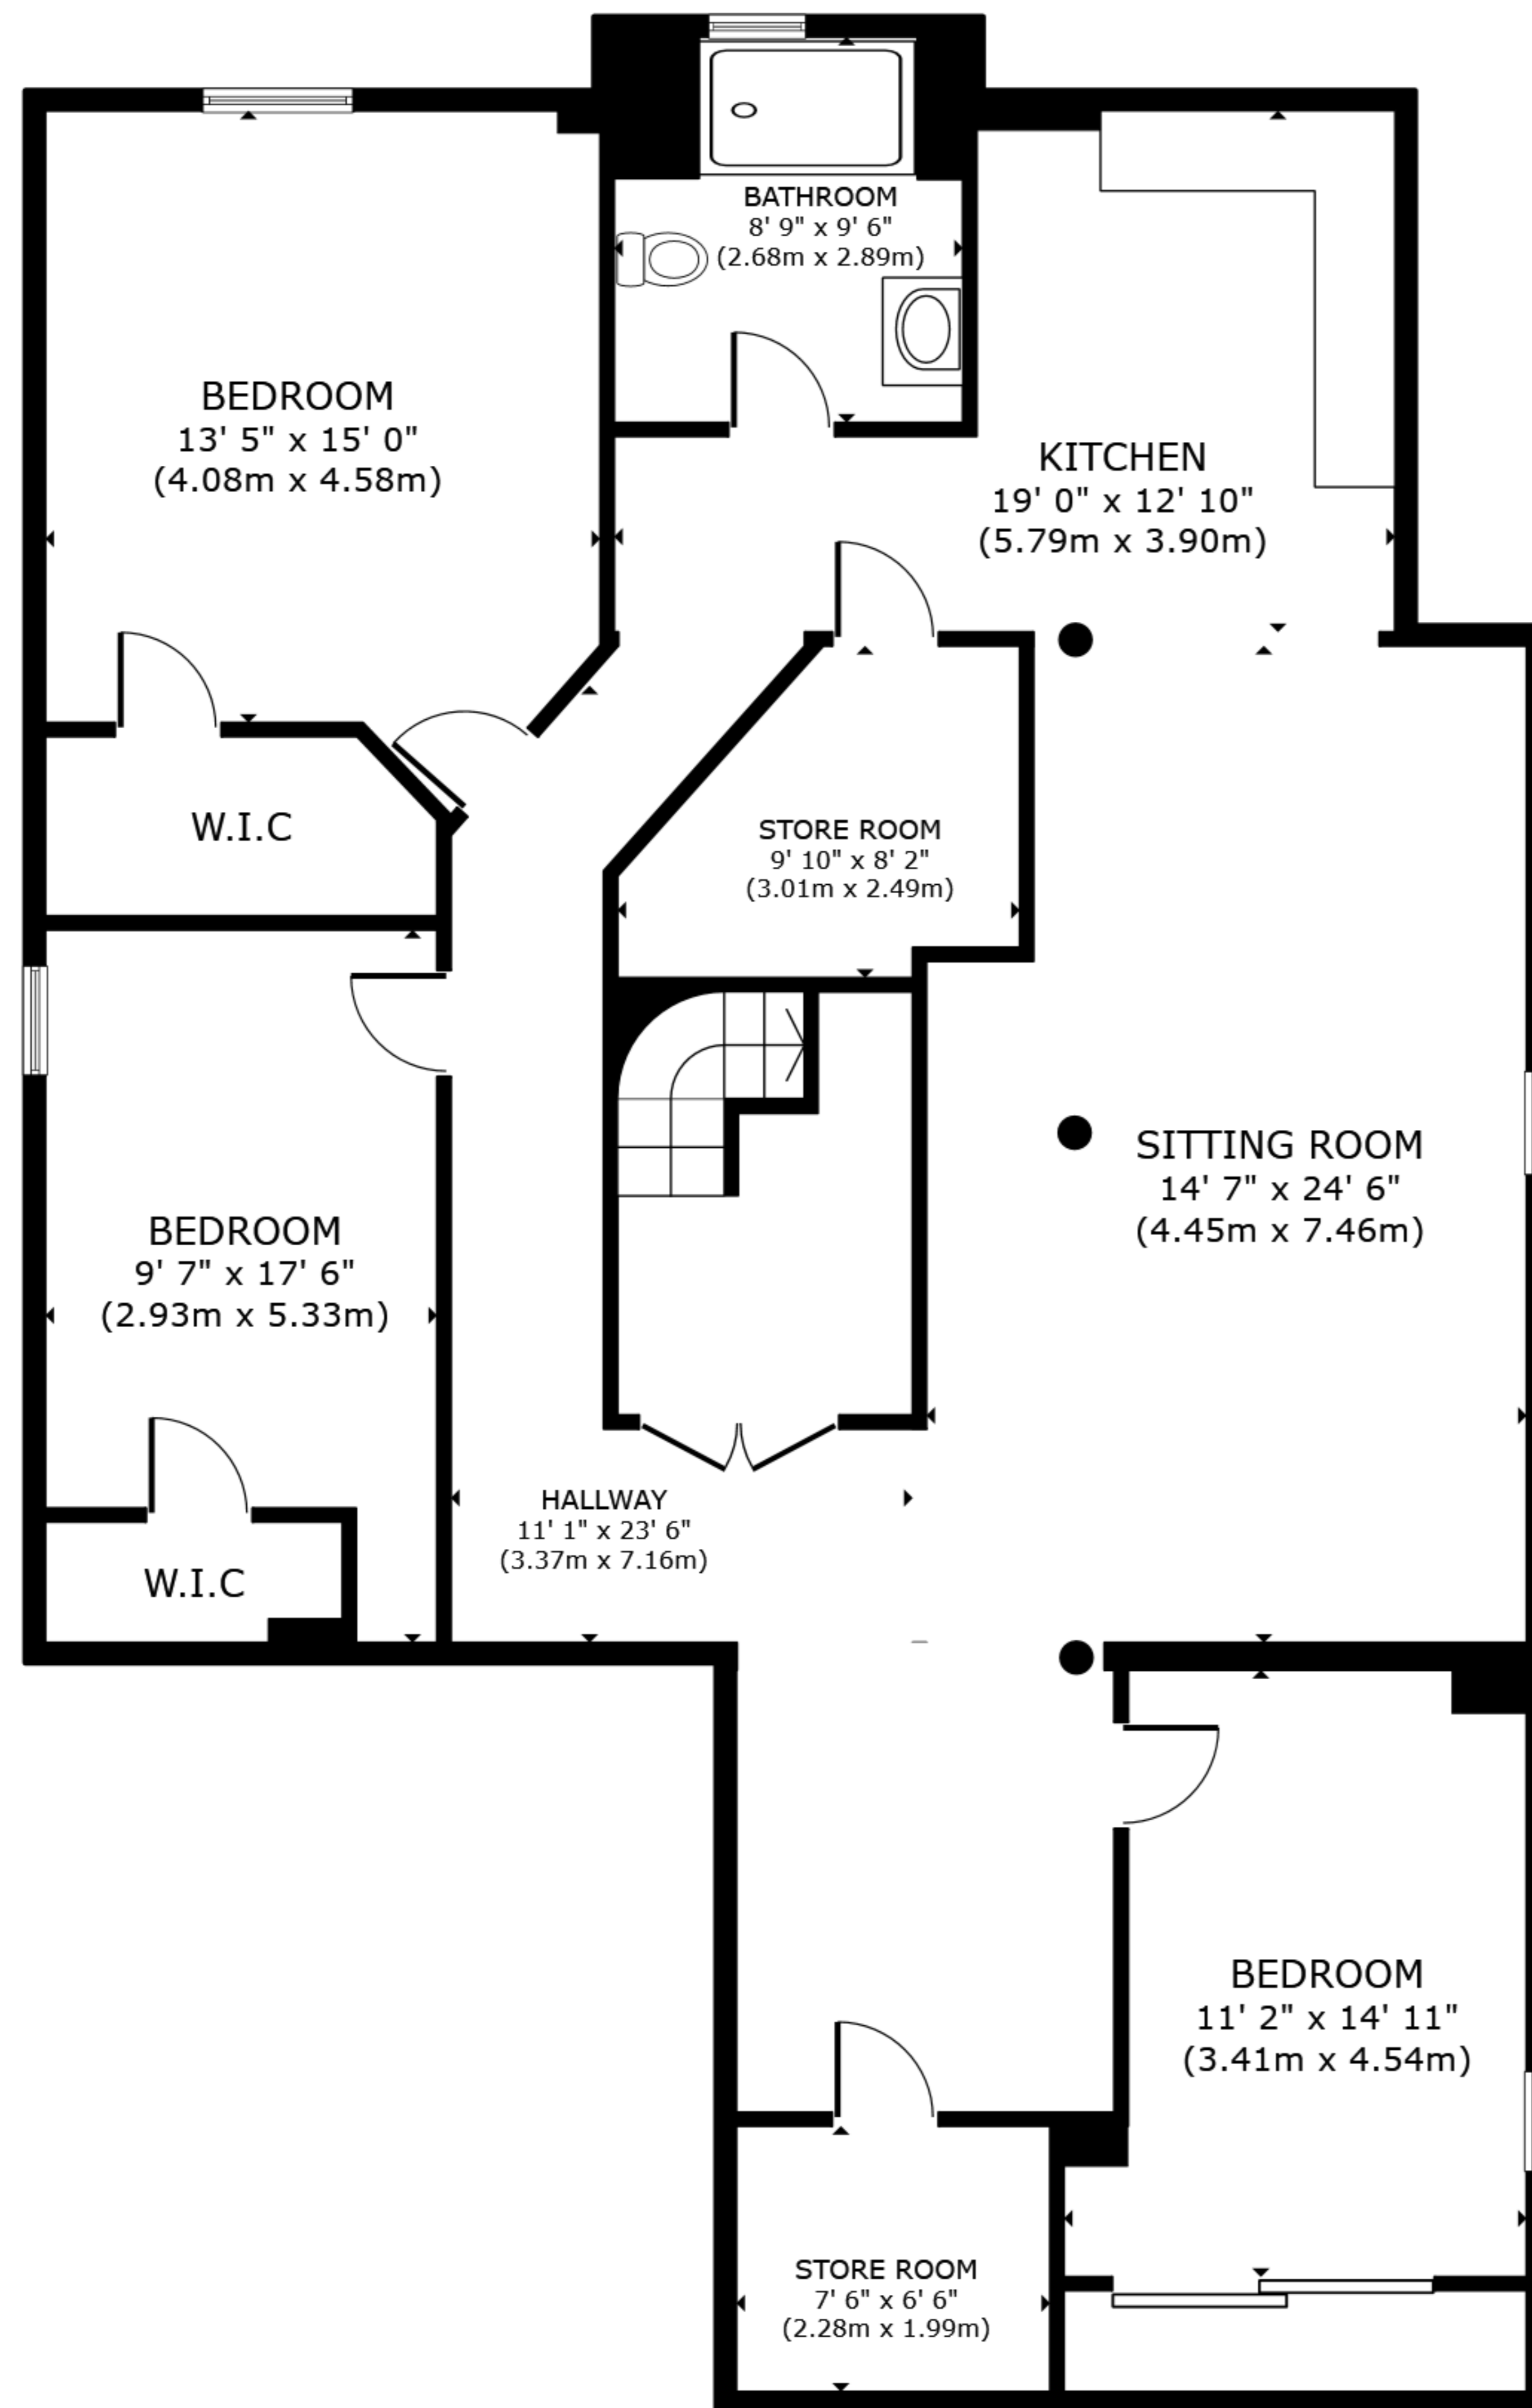 BATHROOM
8' 9" x 9' 6"
(2.68m x 2.89m)
BEDROOM
13' 5" x 15' 0"
(4.08m x 4.58m)
KITCHEN
19' 0" x 12' 10"
(5.79m x 3.90m)
W.I.C
STORE ROOM
9' 10" x 8' 2"
(3.01m x 2.49m)
SITTING ROOM
14' 7" x 24' 6"
(4.45m x 7.46m)
BEDROOM
9' 7" x 17' 6"
(2.93m x 5.33m)
HALLWAY
11' 1" x 23' 6"
(3.37m x 7.16m)
W.I.C
BEDROOM
11' 2" x 14' 11"
(3.41m x 4.54m)
STORE ROOM
7' 6" x 6' 6"
(2.28m x 1.99m)